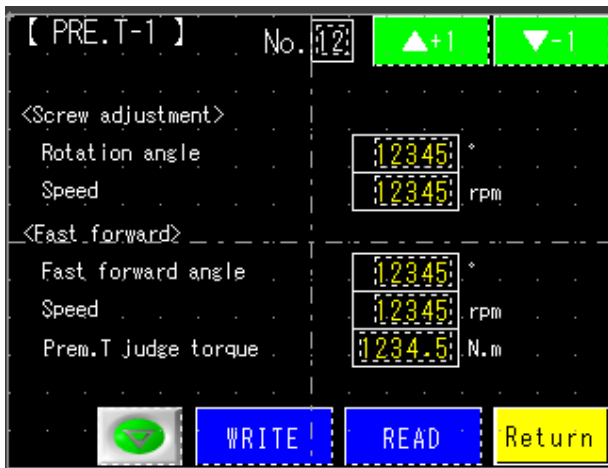 【 PRE.T-1 】 No. 12 ▲+1 ▼-1
<Screw adjustment>
Rotation angle 12345 °
Speed 12345 rpm
<Fast forward>
Fast forward angle 12345 °
Speed 12345 rpm
Prem.T judge torque 1234.5 N.m
WRITE READ Return